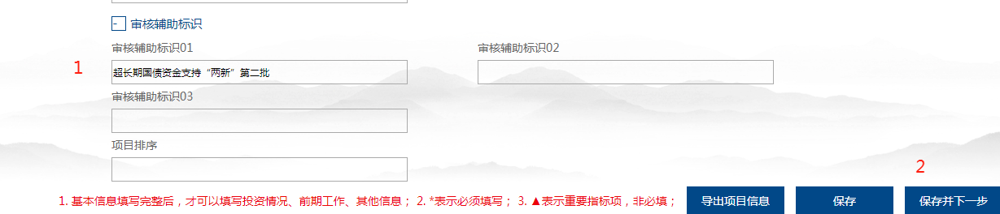 - 审核辅助标识
审核辅助标识01 审核辅助标识02
1 超长期国债资金支持“两新”第二批
审核辅助标识03
项目排序
2
1. 基本信息填写完整后，才可以填写投资情况、前期工作、其他信息； 2. *表示必须填写； 3. ▲表示重要指标项，非必填； 导出项目信息 保存 保存并下一步